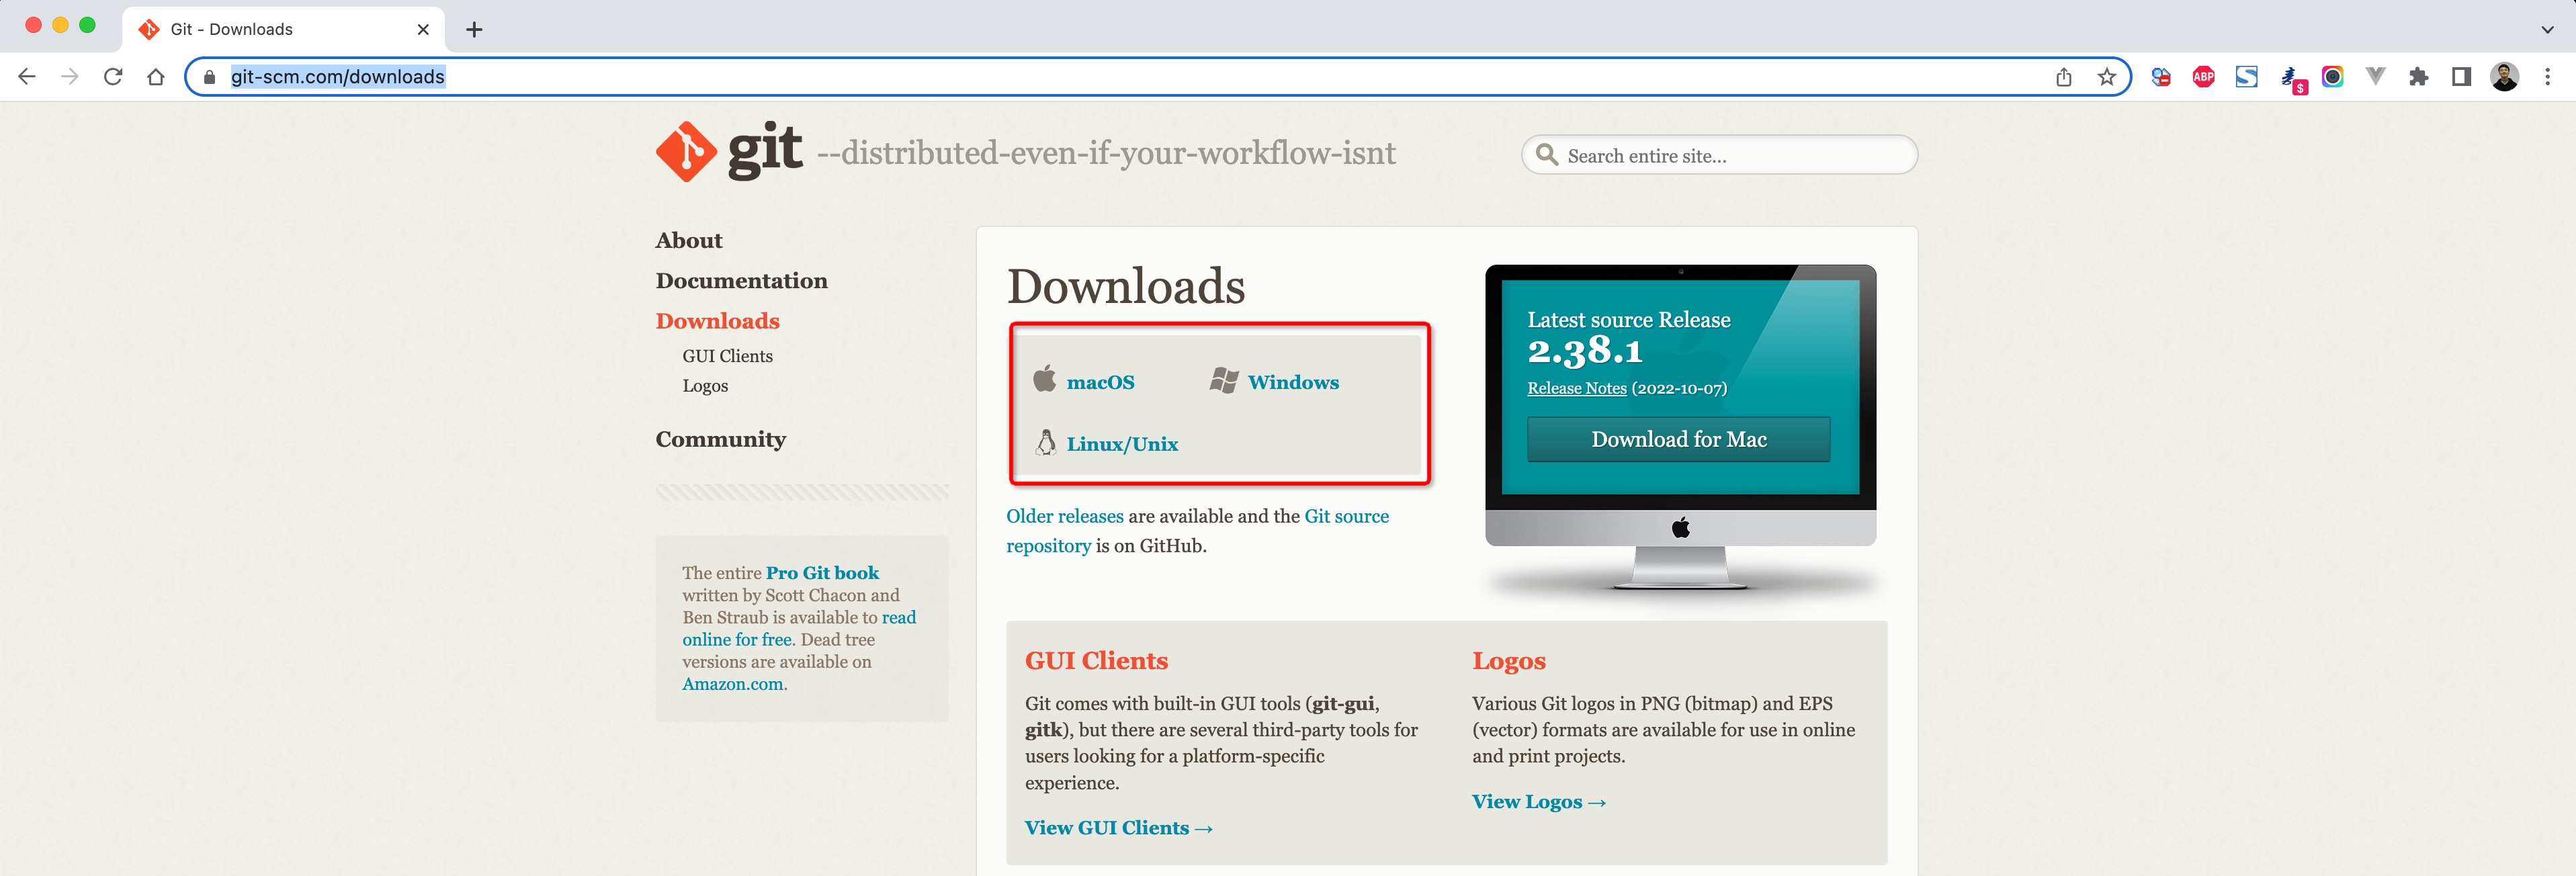 Git - Downloads
git-scm.com/downloads
ABP
S
$
git --distributed-even-if-your-workflow-isnt
Search entire site...
About
Documentation
Downloads
GUI Clients
Logos
Community
The entire Pro Git book
written by Scott Chacon and
Ben Straub is available to read
online for free. Dead tree
versions are available on
Amazon.com.
Downloads
macOS
Windows
Linux/Unix
Older releases are available and the Git source
repository is on GitHub.
Latest source Release
2.38.1
Release Notes (2022-10-07)
Download for Mac
GUI Clients
Git comes with built-in GUI tools (git-gui,
gitk), but there are several third-party tools for
users looking for a platform-specific
experience.
View GUI Clients →
Logos
Various Git logos in PNG (bitmap) and EPS
(vector) formats are available for use in online
and print projects.
View Logos →